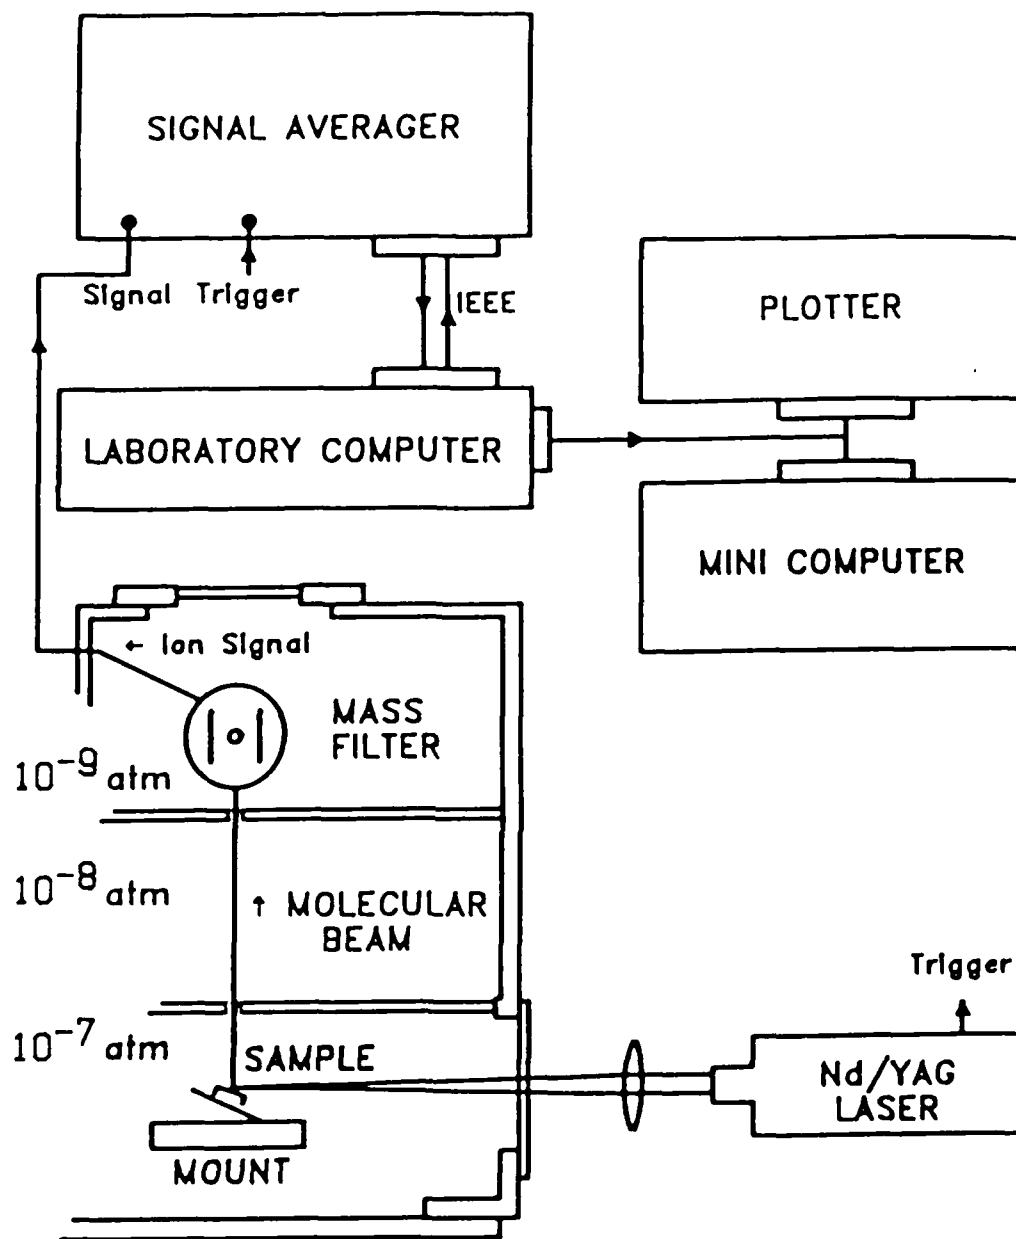 SIGNAL AVERAGER
Signal Trigger
IEEE
PLOTTER
LABORATORY COMPUTER
MINI COMPUTER
← Ion Signal
MASS
FILTER
10⁻⁹ atm
10⁻⁸ atm
↑ MOLECULAR
BEAM
Trigger
10⁻⁷ atm
SAMPLE
Nd/YAG
LASER
MOUNT